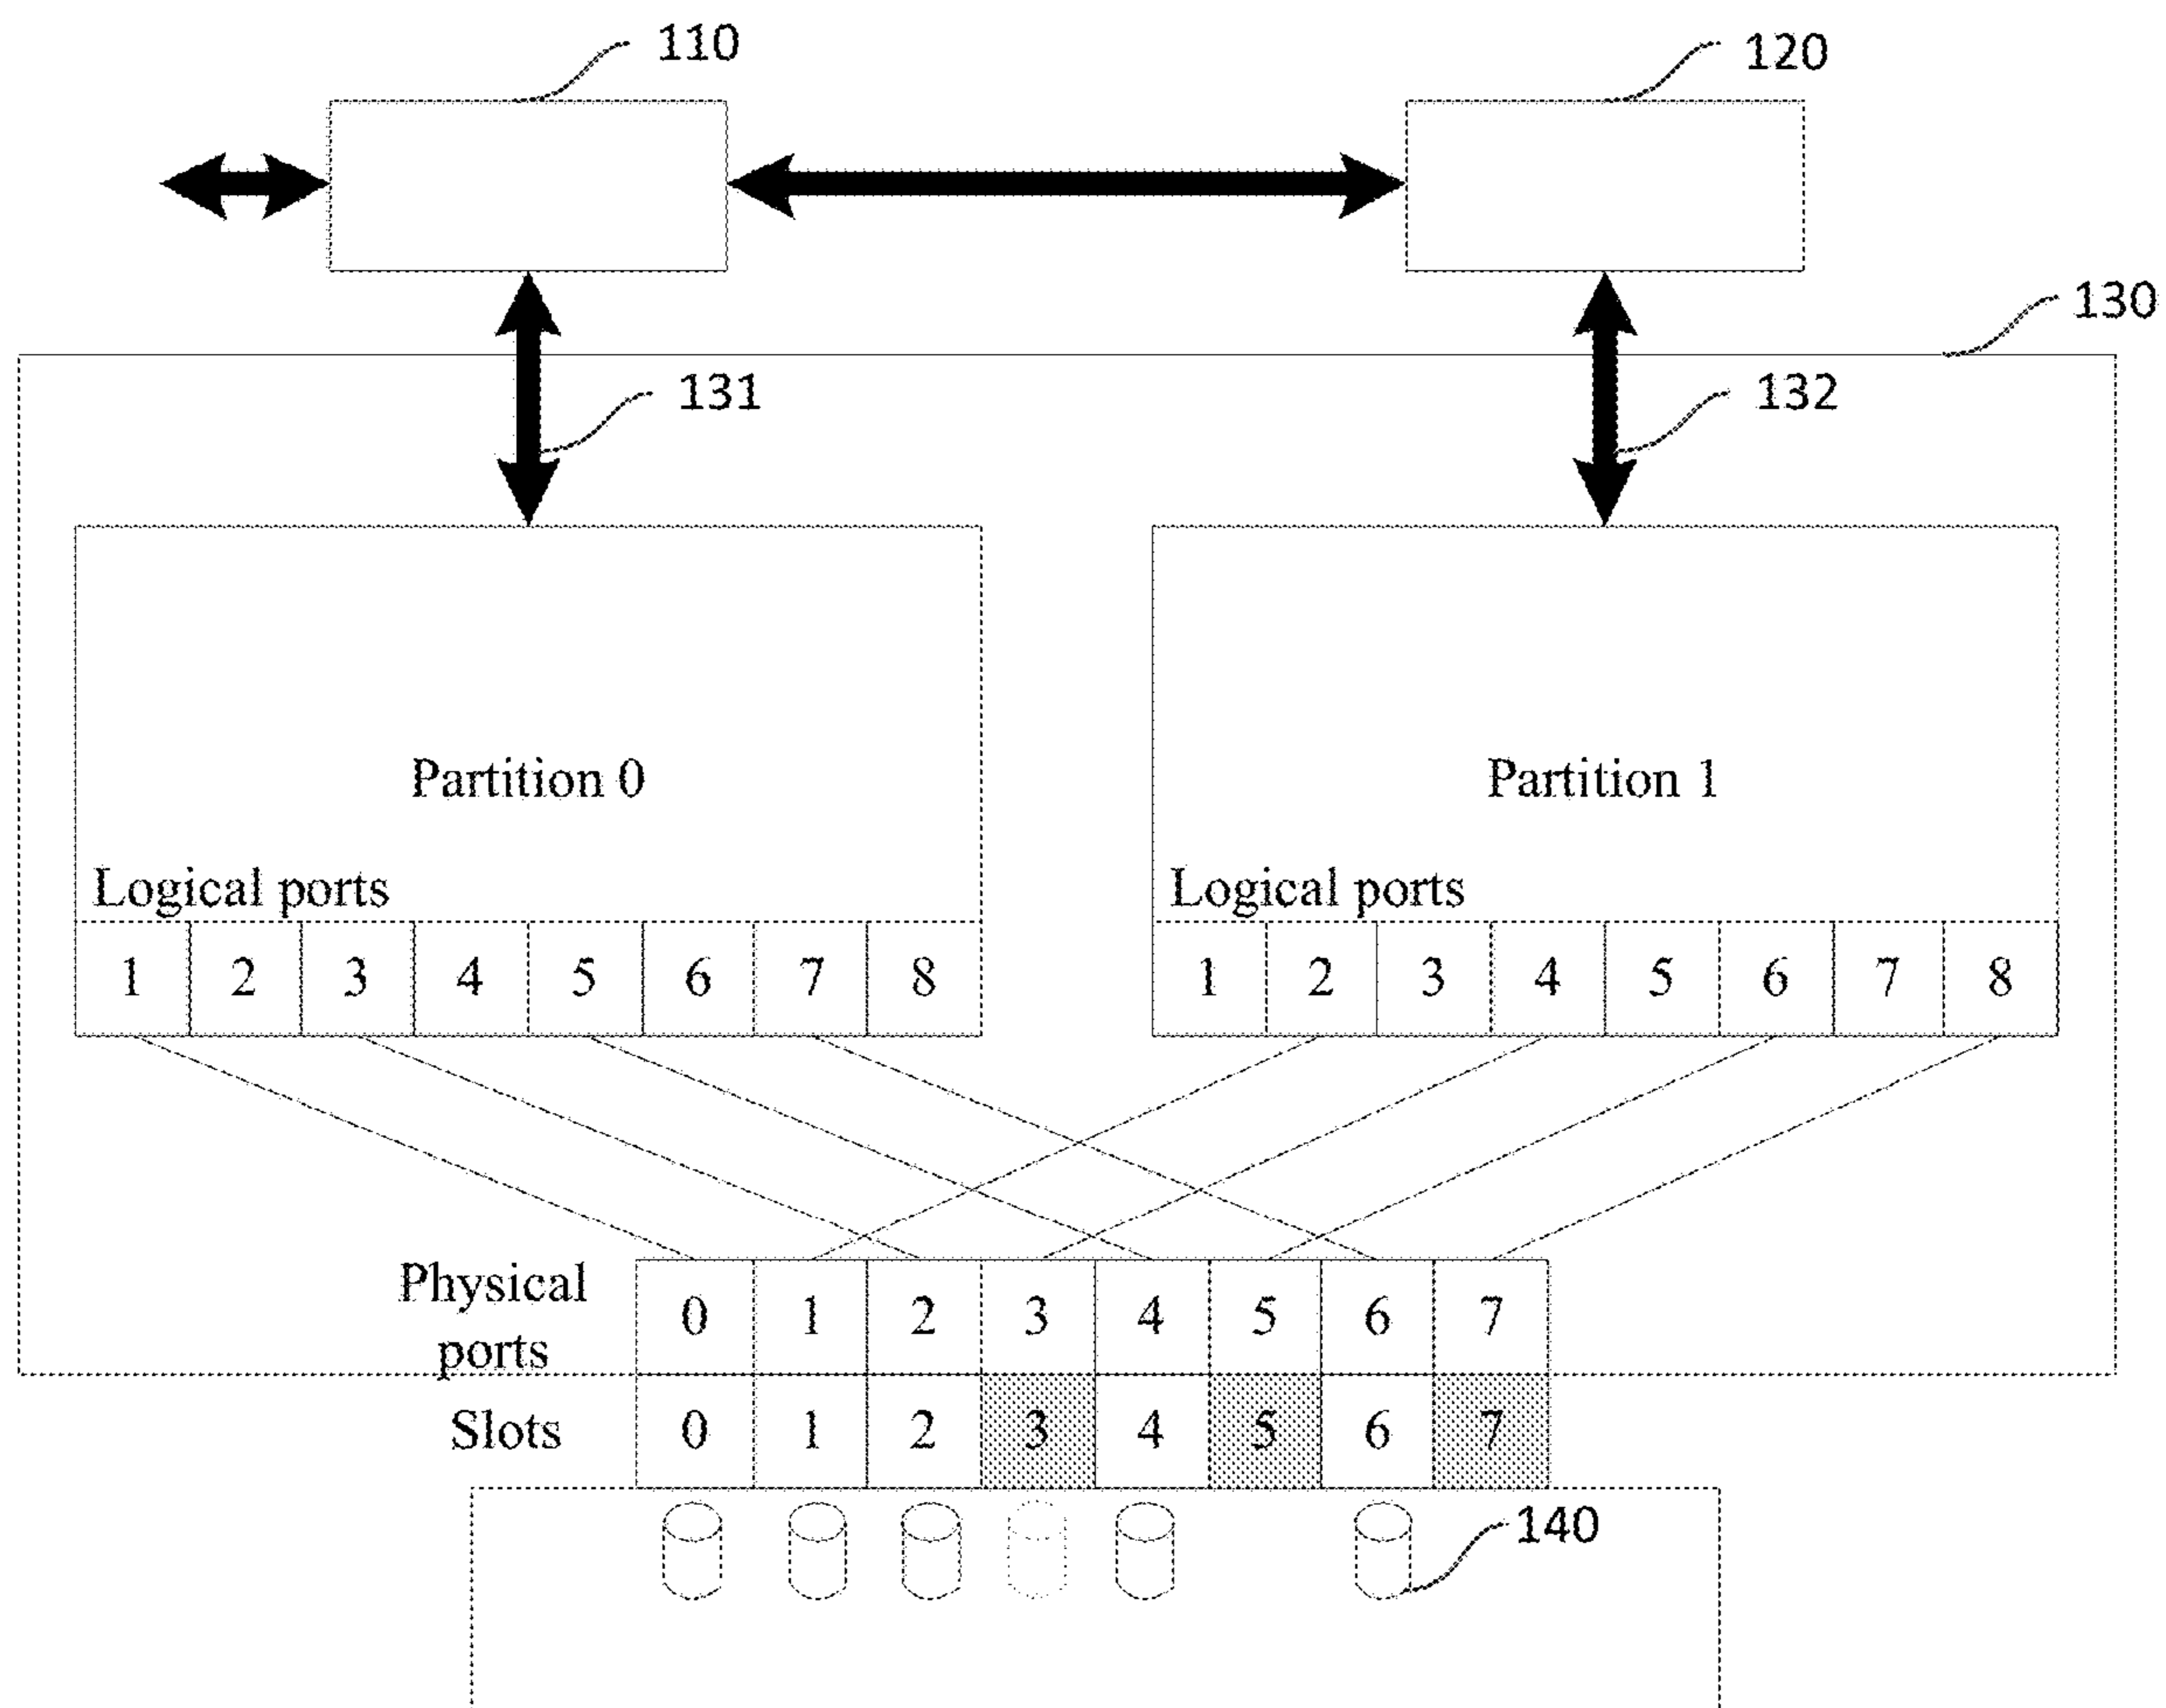 110
120
130
131
132
Partition 0
Partition 1
Logical ports
Logical ports
1 2 3 4 5 6 7 8
1 2 3 4 5 6 7 8
Physical
ports
0 1 2 3 4 5 6 7
Slots
0 1 2 3 4 5 6 7
140